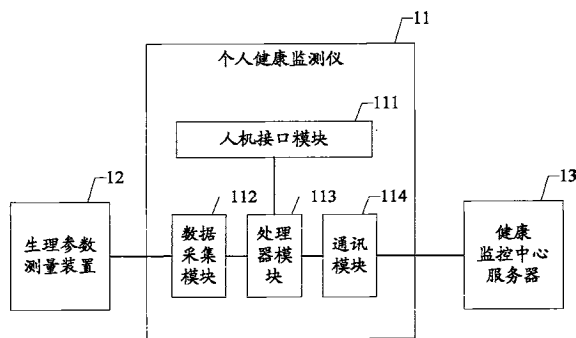 11
个人健康监测仪
111
人机接口模块
12
112
113
114
13
生理参数
测量装置
数据
采集
模块
处理
器模
块
通讯
模块
健康
监控中心
服务器